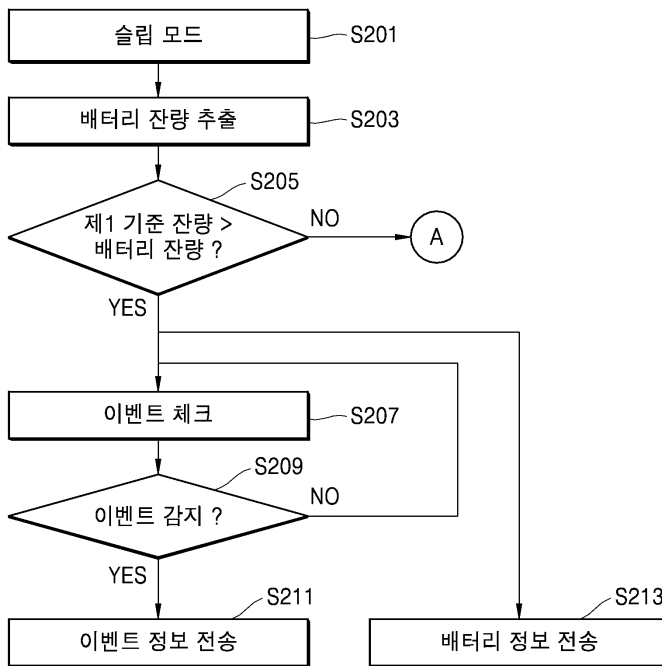 슬립 모드
S201
배터리 잔량 추출
S203
S205
제1 기준 잔량 >
배터리 잔량 ?
NO
A
YES
이벤트 체크
S207
S209
이벤트 감지 ?
NO
YES
S211
이벤트 정보 전송
S213
배터리 정보 전송